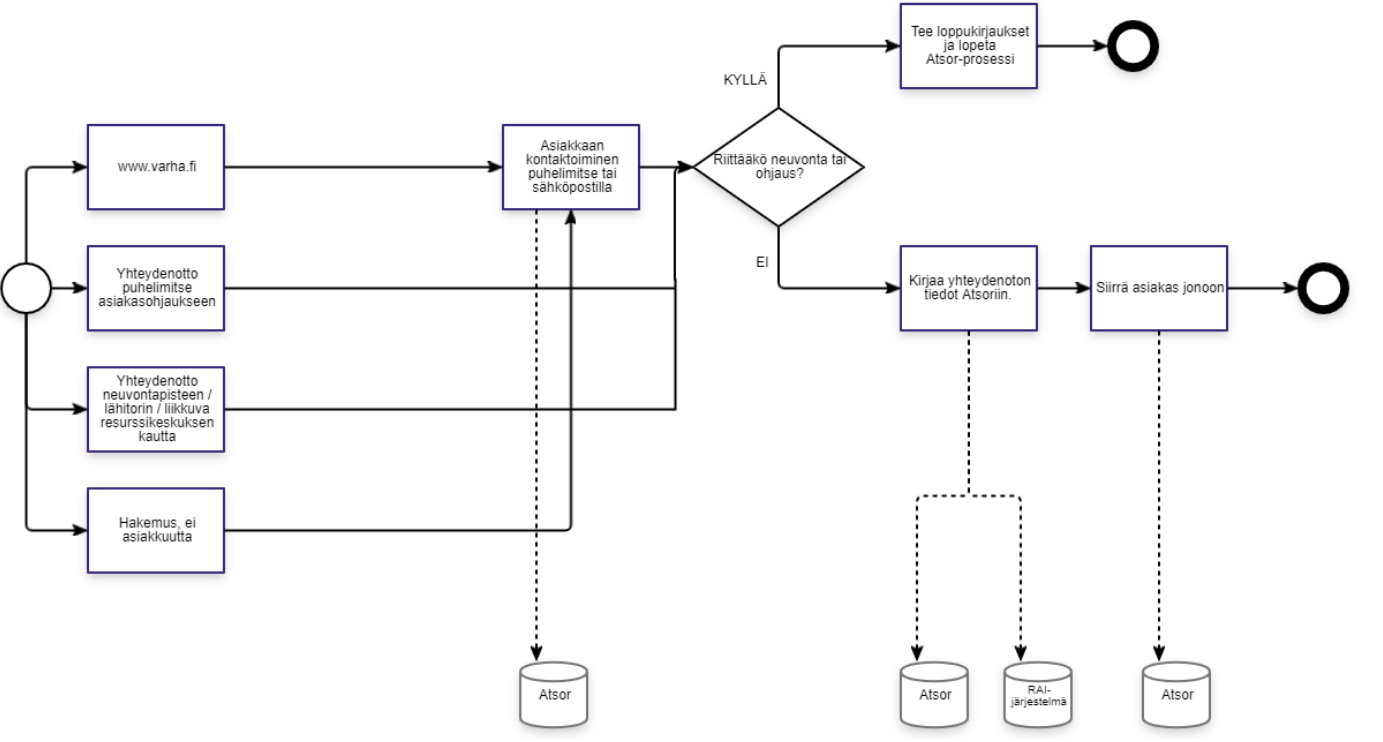 Tee loppukirjaukset
ja lopeta
Atsor-prosessi
KYLLÄ
www.varha.fi
Asiakkaan
kontaktoiminen
puhelimitse tai
sähköpostilla
Riittääkö neuvonta tai
ohjaus?
EI
Yhteydenotto
puhelimitse
asiakasohjaukseen
Kirjaa yhteydenoton
tiedot Atsoriin.
Siirrä asiakas jonoon
Yhteydenotto
neuvontapisteen /
lähitorin / liikkuva
resurssikeskuksen
kautta
Hakemus, ei
asiakkuutta
Atsor
Atsor
RAI-
järjestelmä
Atsor